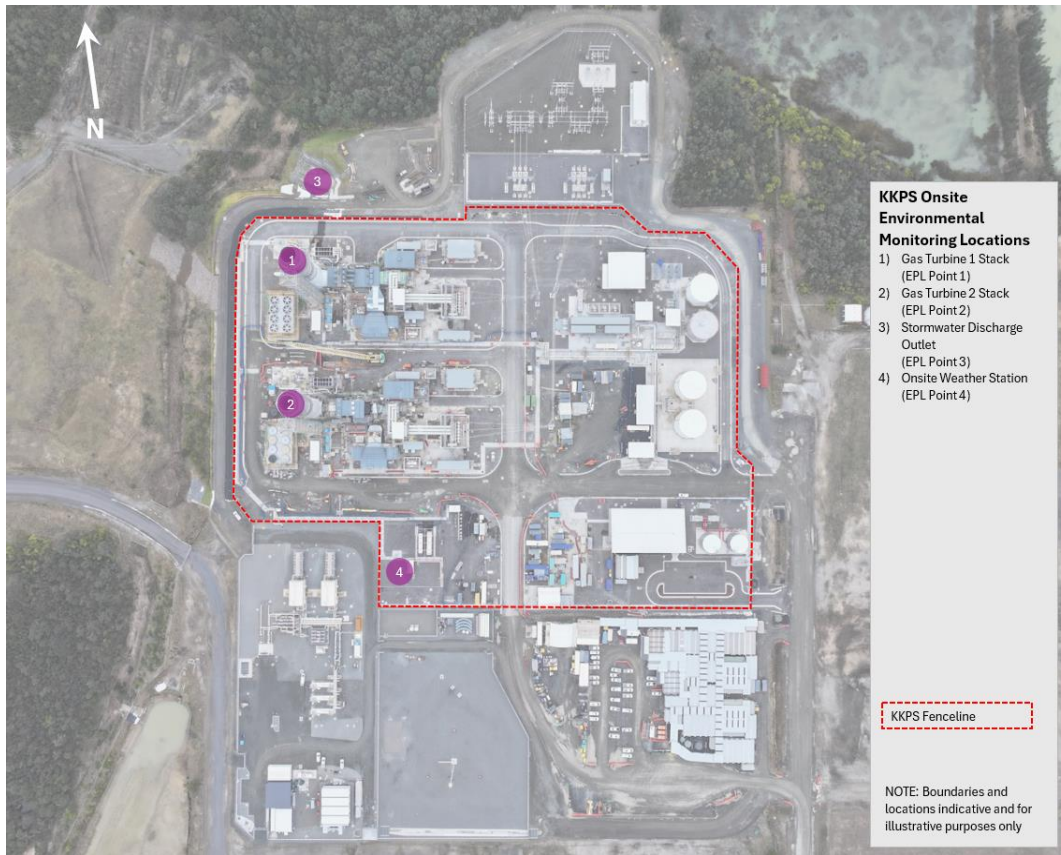 N
3
1
2
4
KKPS Onsite
Environmental
Monitoring Locations
1) Gas Turbine 1 Stack
(EPL Point 1)
2) Gas Turbine 2 Stack
(EPL Point 2)
3) Stormwater Discharge
Outlet
(EPL Point 3)
4) Onsite Weather Station
(EPL Point 4)
KKPS Fenceline
NOTE: Boundaries and
locations indicative and for
illustrative purposes only